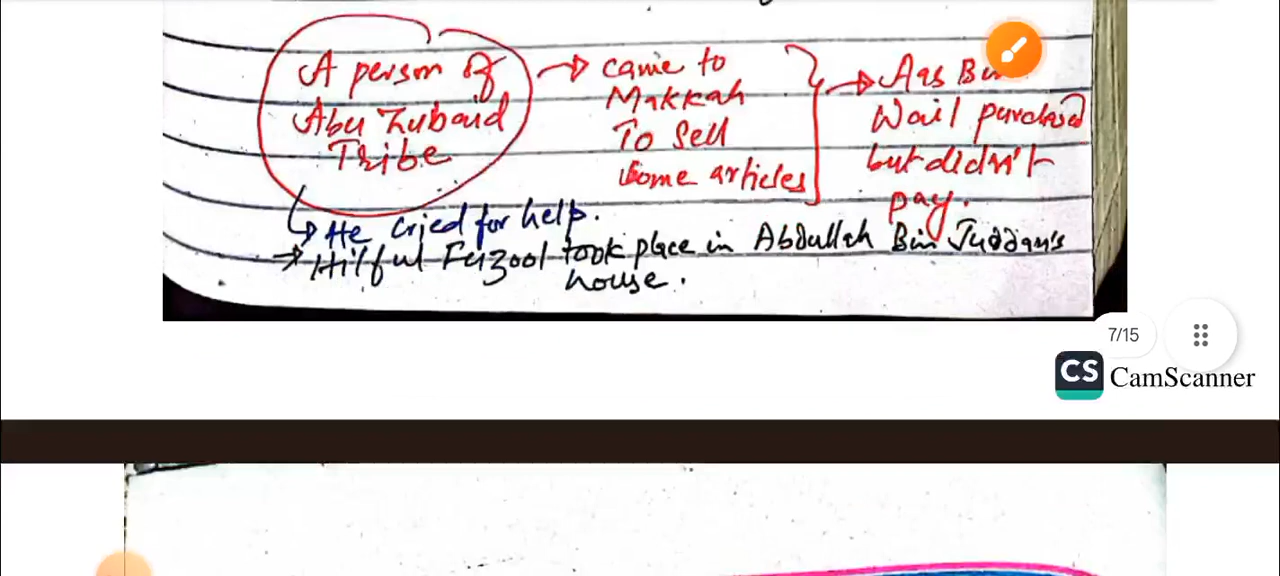 A person of
Abu Zubaid
Tribe
came to
Makkah
To sell
some articles
Aas Bin
Wail purchased
but didn't
pay.
He cried for help.
Hilful Fuzool took place in Abdullah Bin Juddan's
house.
7/15
CS CamScanner